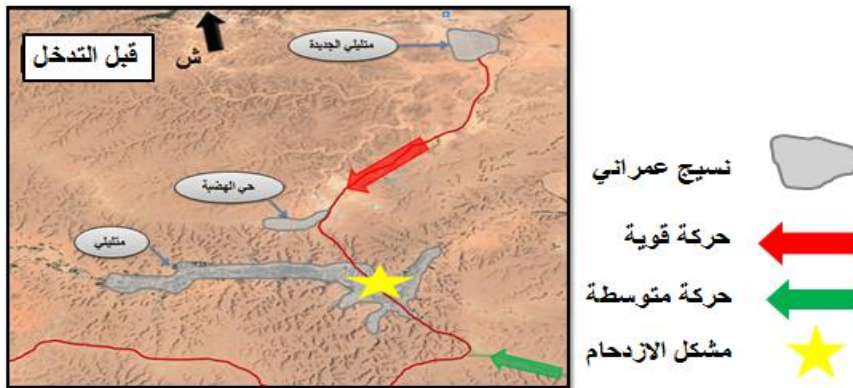 قبل التدخل
ش
متليلي الجديدة
حي الهضبة
متليلي
نسيج عمراني
حركة قوية
حركة متوسطة
مشكل الازدحام